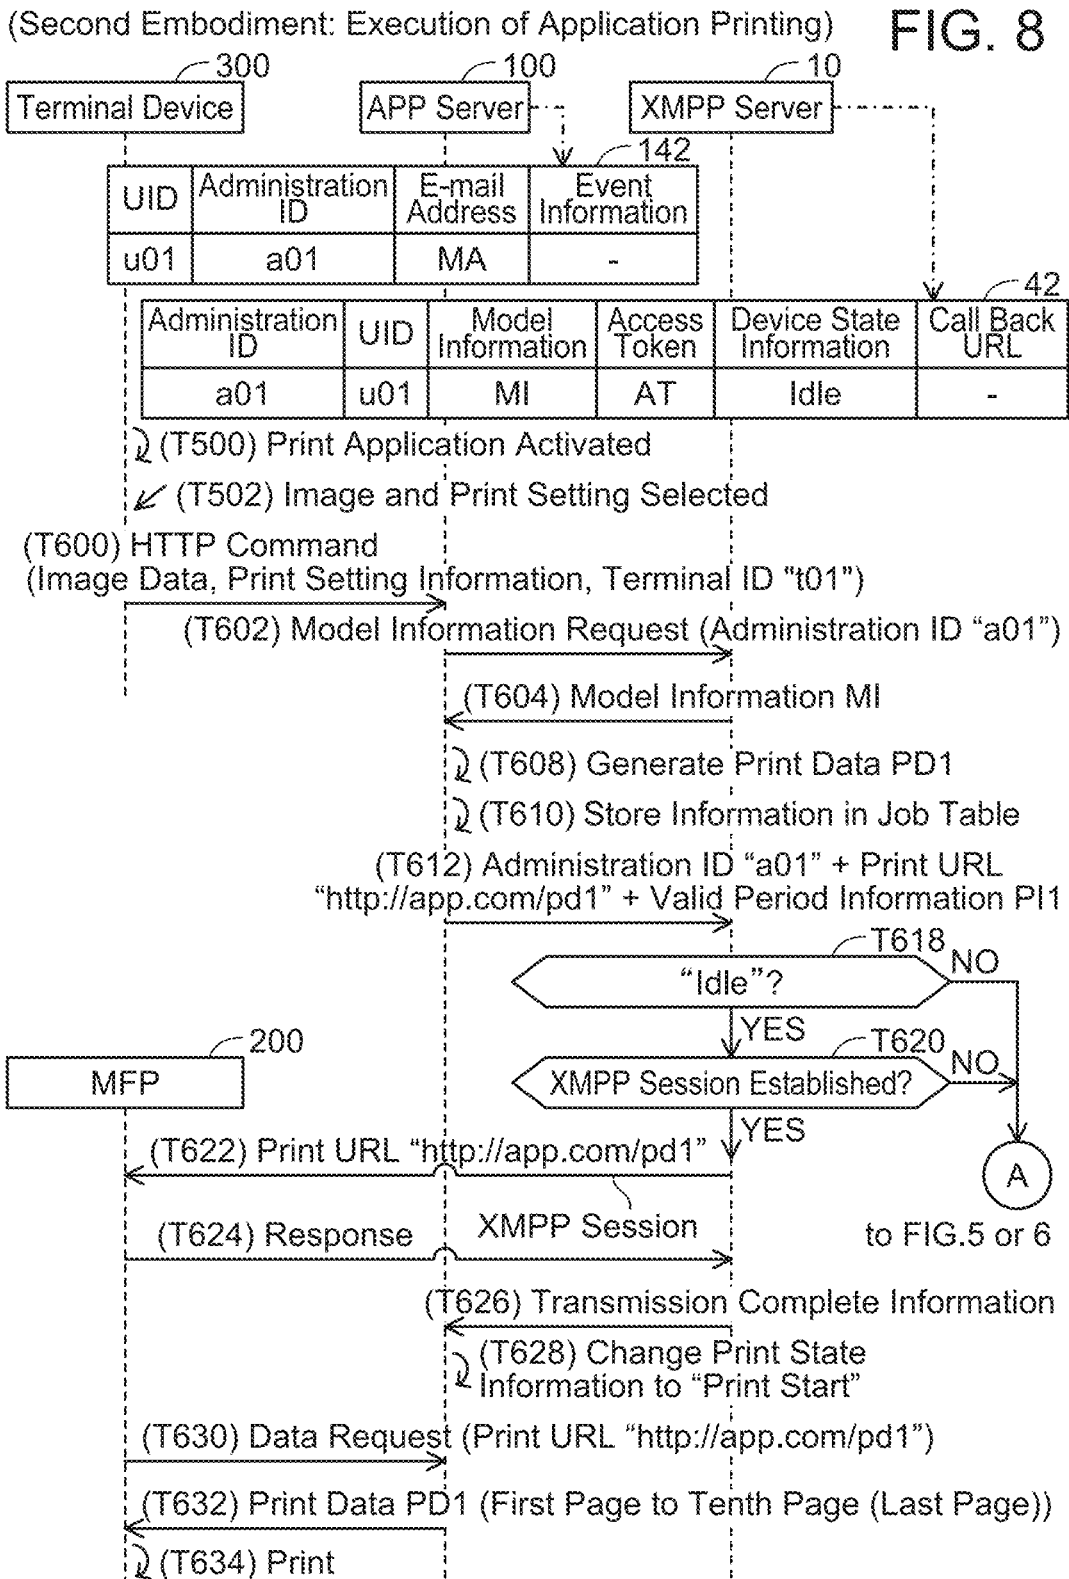 (Second Embodiment: Execution of Application Printing)
FIG. 8
300
100
10
Terminal Device
APP Server
XMPP Server
142
UID
Administration
ID
E-mail
Address
Event
Information
u01
a01
MA
-
42
Administration
ID
UID
Model
Information
Access
Token
Device State
Information
Call Back
URL
a01
u01
MI
AT
Idle
-
(T500) Print Application Activated
(T502) Image and Print Setting Selected
(T600) HTTP Command
(Image Data, Print Setting Information, Terminal ID "t01")
(T602) Model Information Request (Administration ID “a01”)
(T604) Model Information MI
(T608) Generate Print Data PD1
(T610) Store Information in Job Table
(T612) Administration ID “a01” + Print URL
“http://app.com/pd1” + Valid Period Information PI1
T618
“Idle”?
NO
YES
200
T620
MFP
XMPP Session Established?
NO
YES
(T622) Print URL “http://app.com/pd1”
A
XMPP Session
(T624) Response
to FIG.5 or 6
(T626) Transmission Complete Information
(T628) Change Print State
Information to “Print Start”
(T630) Data Request (Print URL “http://app.com/pd1”)
(T632) Print Data PD1 (First Page to Tenth Page (Last Page))
(T634) Print